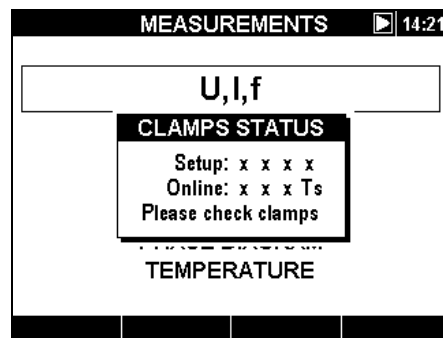 MEASUREMENTS 14:21
U,I,f
CLAMPS STATUS
Setup: x x x x
Online: x x x Ts
Please check clamps
TEMPERATURE